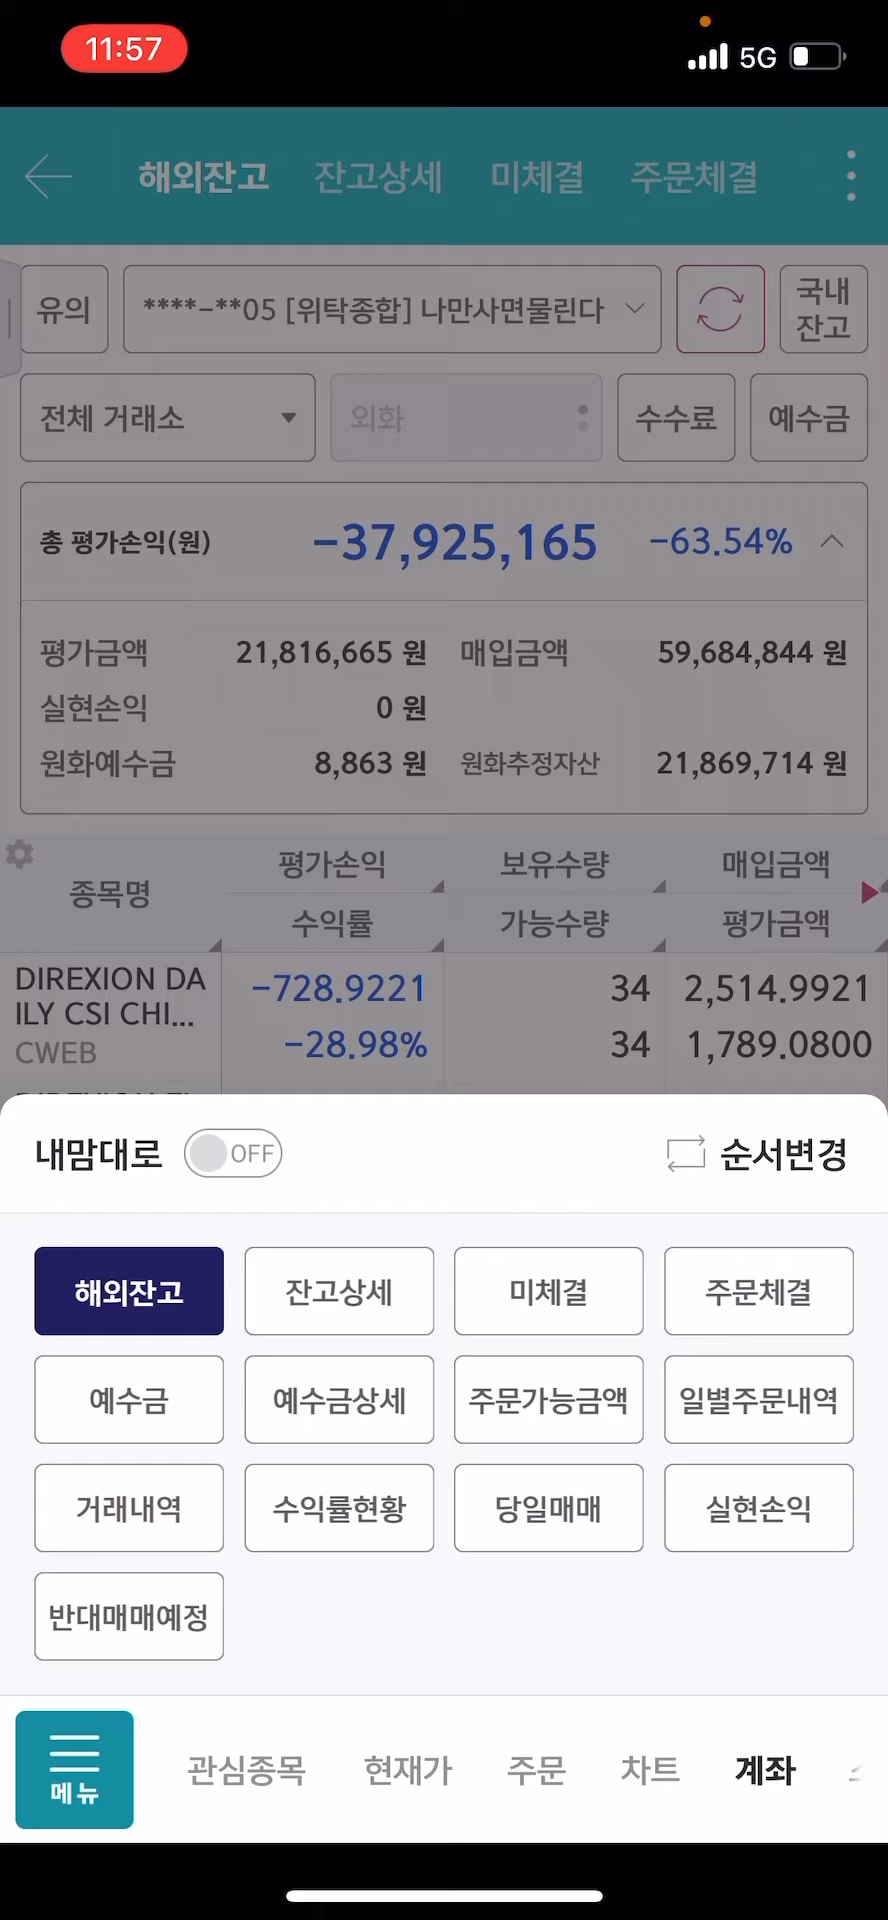 11:57
5G
해외잔고 잔고상세 미체결 주문체결
유의 ****-**05 [위탁종합] 나만사면물린다 국내 잔고
전체 거래소 외화 수수료 예수금
총 평가손익(원) -37,925,165 -63.54%
평가금액 21,816,665 원 매입금액 59,684,844 원
실현손익 0 원
원화예수금 8,863 원 원화추정자산 21,869,714 원
종목명 평가손익 보유수량 매입금액
수익률 가능수량 평가금액
DIREXION DA -728.9221 34 2,514.9921
ILY CSI CHI...
CWEB -28.98% 34 1,789.0800
내맘대로 OFF 순서변경
해외잔고 잔고상세 미체결 주문체결
예수금 예수금상세 주문가능금액 일별주문내역
거래내역 수익률현황 당일매매 실현손익
반대매매예정
메뉴 관심종목 현재가 주문 차트 계좌